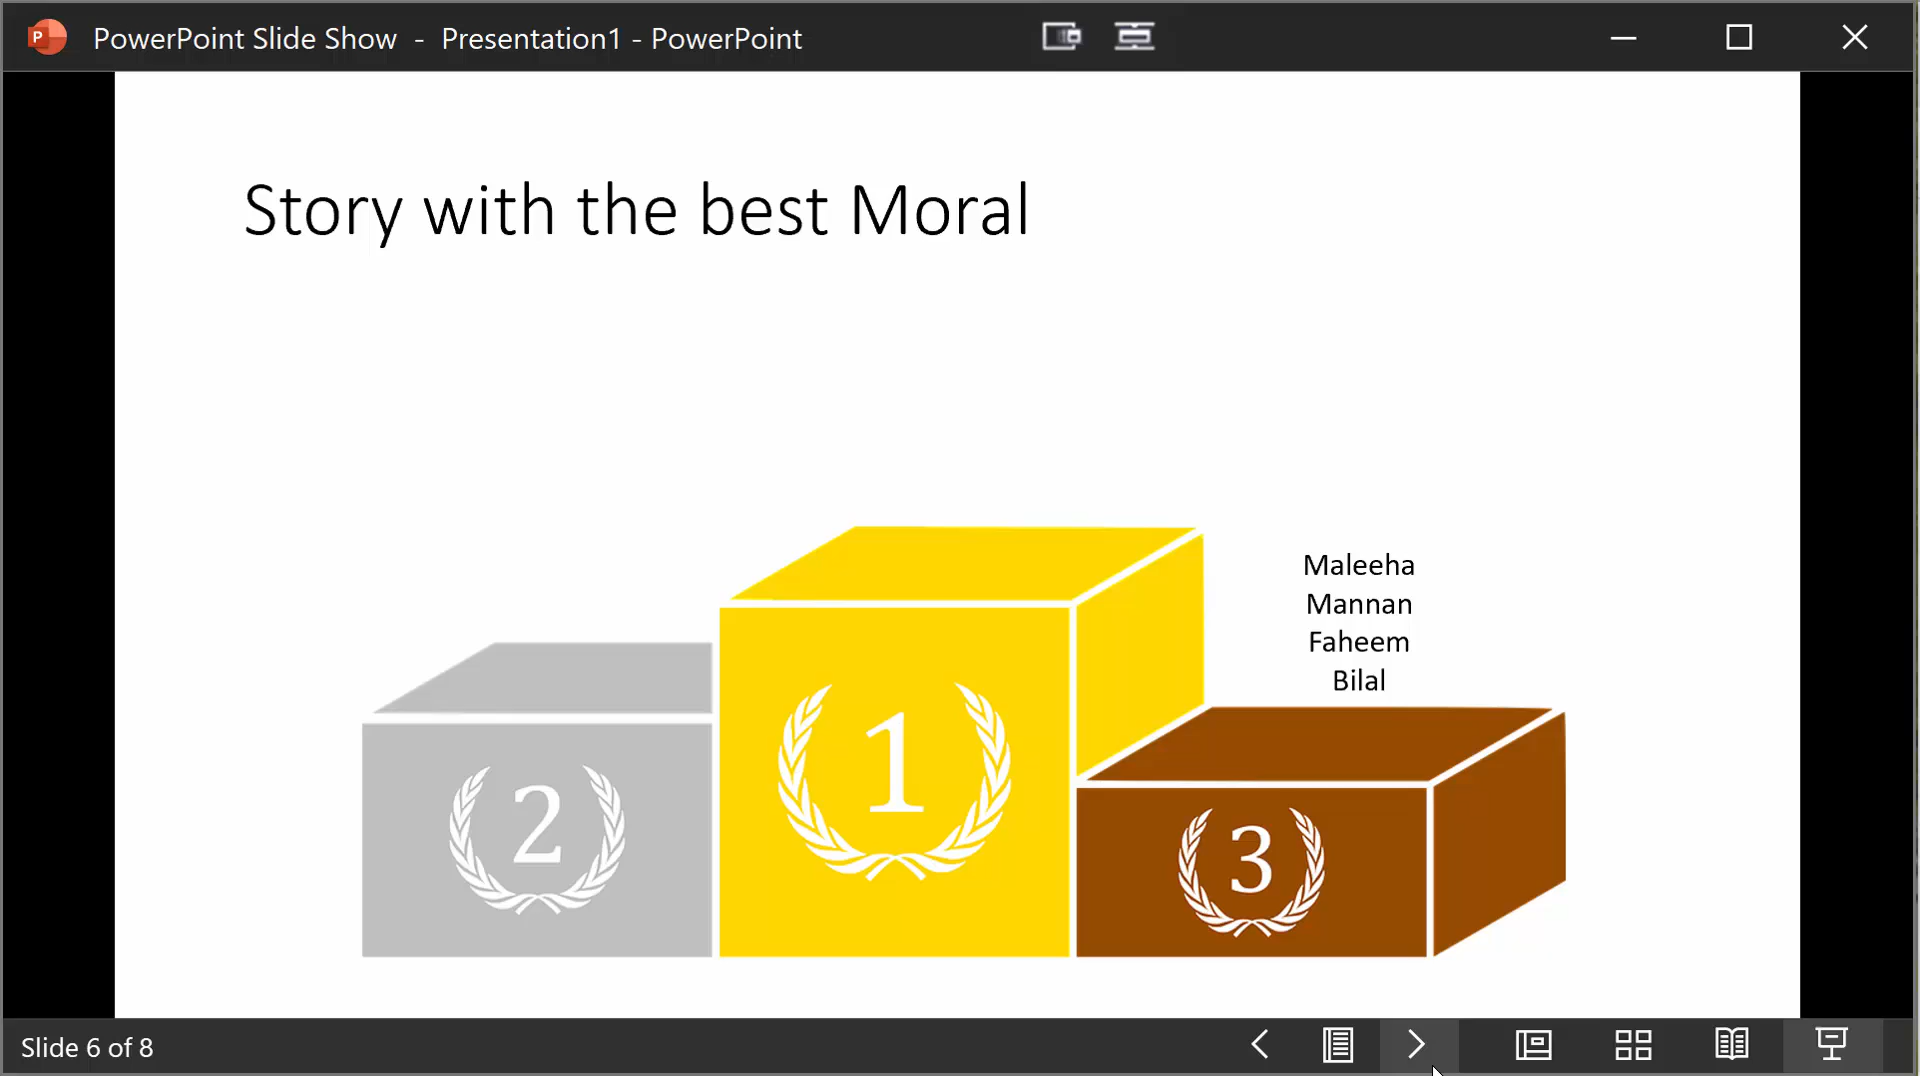 PowerPoint Slide Show - Presentation1 - PowerPoint
Story with the best Moral
Maleeha
Mannan
Faheem
Bilal
1
2
3
Slide 6 of 8